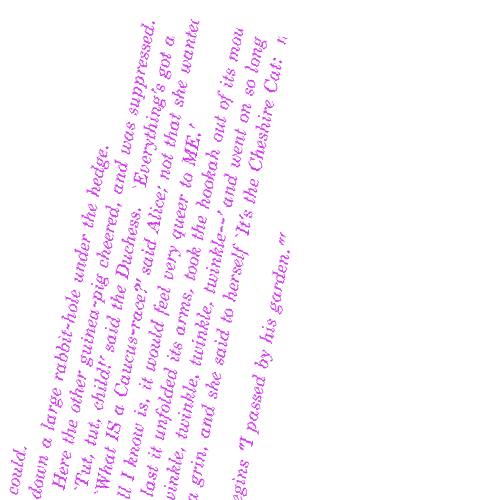 could.
down a large rabbit-hole under the hedge.
Here the other guinea-pig cheered, and was suppressed.
`Tut, tut, child!' said the Duchess. `Everything's got a
`What IS a Caucus-race?' said Alice; not that she wanted
I know is, it would feel very queer to ME.'
last it unfolded its arms, took the hookah out of its
twinkle, twinkle, twinkle, twinkle--' and went on so long
a grin, and she said to herself `It's the Cheshire Cat:
"I passed by his garden."'